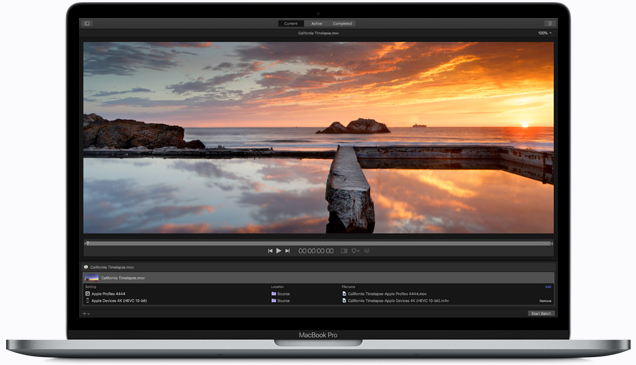 Current Active Completed
California Timelapse.mov
100%
00:00:00:00
California Timelapse.mov
California Timelapse.mov
Setting Location Filename Add
Apple ProRes 4444 Source California Timelapse-Apple ProRes 4444.mov
Apple Devices 4K (HEVC 10-bit) Source California Timelapse-Apple Devices 4K (HEVC 10-bit).m4v Remove
Start Batch
MacBook Pro